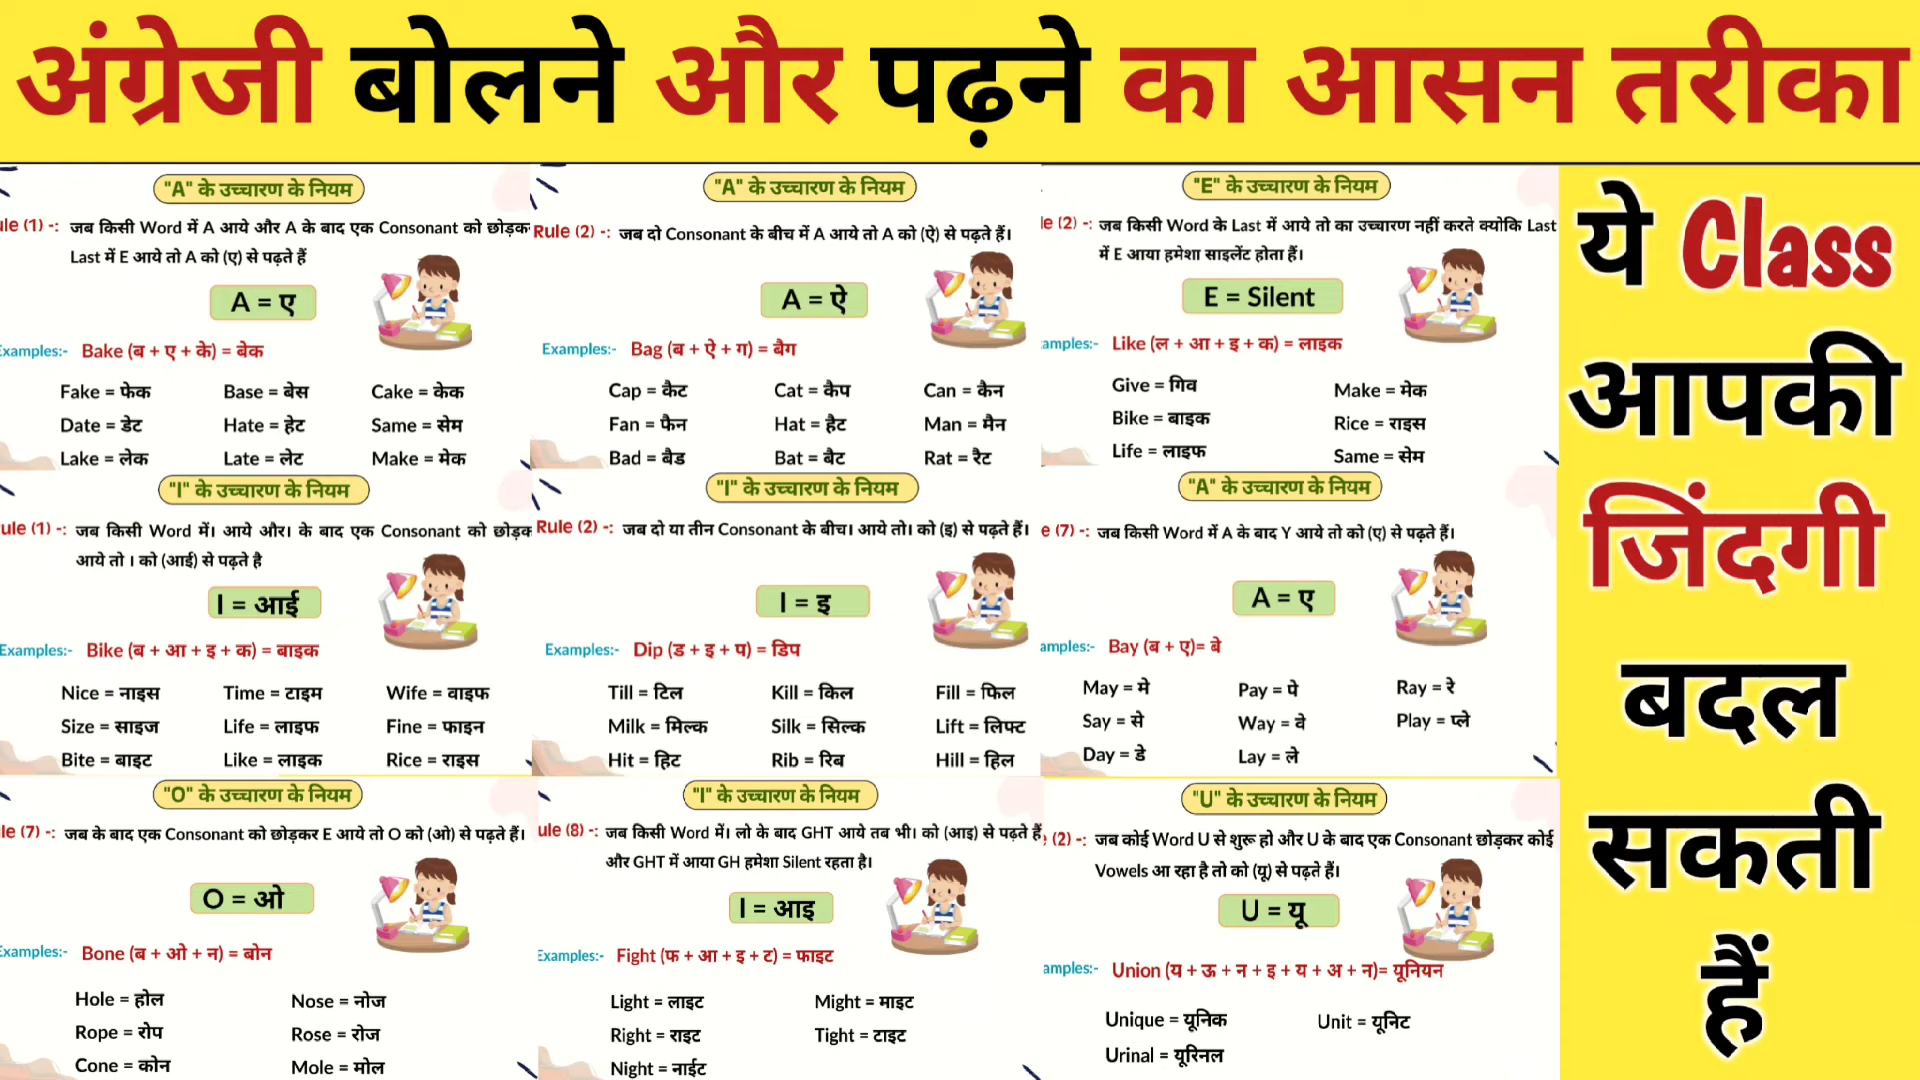 अंग्रेजी बोलने और पढ़ने का आसन तरीका
"A" के उच्चारण के नियम
ule (1) -: जब किसी Word में A आये और A के बाद एक Consonant को छोड़क
Last में E आये तो A को (ए) से पढ़ते हैं
A = ए
Examples:- Bake (ब + ए + के) = बेक
Fake = फेक Base = बेस Cake = केक
Date = डेट Hate = हेट Same = सेम
Lake = लेक Late = लेट Make = मेक
"A" के उच्चारण के नियम
Rule (2) -: जब दो Consonant के बीच में A आये तो A को (ऐ) से पढ़ते हैं।
A = ऐ
Examples:- Bag (ब + ऐ + ग) = बैग
Cap = कैट Cat = कैप Can = कैन
Fan = फैन Hat = हैट Man = मैन
Bad = बैड Bat = बैट Rat = रैट
"E" के उच्चारण के नियम
le (2) -: जब किसी Word के Last में आये तो का उच्चारण नहीं करते क्योकि Last
में E आया हमेशा साइलेंट होता हैं।
E = Silent
amples:- Like (ल + आ + इ + क) = लाइक
Give = गिव Make = मेक
Bike = बाइक Rice = राइस
Life = लाइफ Same = सेम
"I" के उच्चारण के नियम
ule (1) -: जब किसी Word में। आये और। के बाद एक Consonant को छोड़क
आये तो । को (आई) से पढ़ते है
I = आई
Examples:- Bike (ब + आ + इ + क) = बाइक
Nice = नाइस Time = टाइम Wife = वाइफ
Size = साइज Life = लाइफ Fine = फाइन
Bite = बाइट Like = लाइक Rice = राइस
"I" के उच्चारण के नियम
Rule (2) -: जब दो या तीन Consonant के बीच। आये तो। को (इ) से पढ़ते हैं।
I = इ
Examples:- Dip (ड + इ + प) = डिप
Till = टिल Kill = किल Fill = फिल
Milk = मिल्क Silk = सिल्क Lift = लिफ्ट
Hit = हिट Rib = रिब Hill = हिल
"A" के उच्चारण के नियम
e (7) -: जब किसी Word में A के बाद Y आये तो को (ए) से पढ़ते हैं।
A = ए
amples:- Bay (ब + ए)= बे
May = मे Pay = पे Ray = रे
Say = से Way = वे Play = प्ले
Day = डे Lay = ले
"O" के उच्चारण के नियम
le (7) -: जब के बाद एक Consonant को छोड़कर E आये तो O को (ओ) से पढ़ते हैं।
O = ओ
Examples:- Bone (ब + ओ + न) = बोन
Hole = होल Nose = नोज
Rope = रोप Rose = रोज
Cone = कोन Mole = मोल
"I" के उच्चारण के नियम
ule (8) -: जब किसी Word में। लो के बाद GHT आये तब भी। को (आइ) से पढ़ते हैं
और GHT में आया GH हमेशा Silent रहता है।
I = आइ
Examples:- Fight (फ + आ + इ + ट) = फाइट
Light = लाइट Might = माइट
Right = राइट Tight = टाइट
Night = नाईट
"U" के उच्चारण के नियम
(2) -: जब कोई Word U से शुरू हो और U के बाद एक Consonant छोड़कर कोई
Vowels आ रहा है तो को (यू) से पढ़ते हैं।
U = यू
amples:- Union (य + ऊ + न + इ + य + अ + न)= यूनियन
Unique = यूनिक Unit = यूनिट
Urinal = यूरिनल
ये Class
आपकी
जिंदगी
बदल
सकती
हैं